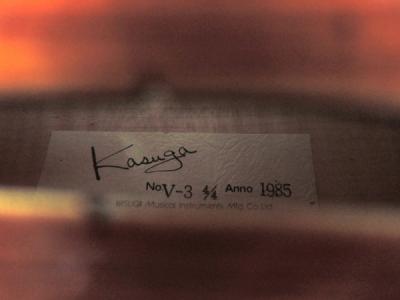 Kasuga
No V-3 4/4 Anno 1985
Musical Instruments Mfg Co Ltd